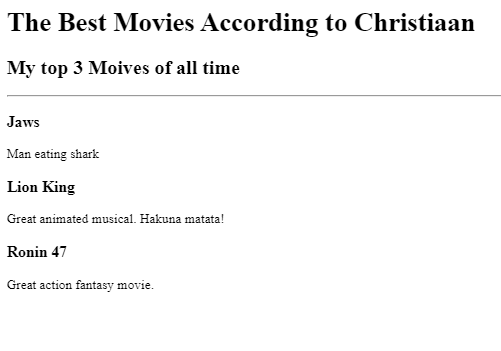 The Best Movies According to Christiaan
My top 3 Moives of all time
Jaws
Man eating shark
Lion King
Great animated musical. Hakuna matata!
Ronin 47
Great action fantasy movie.